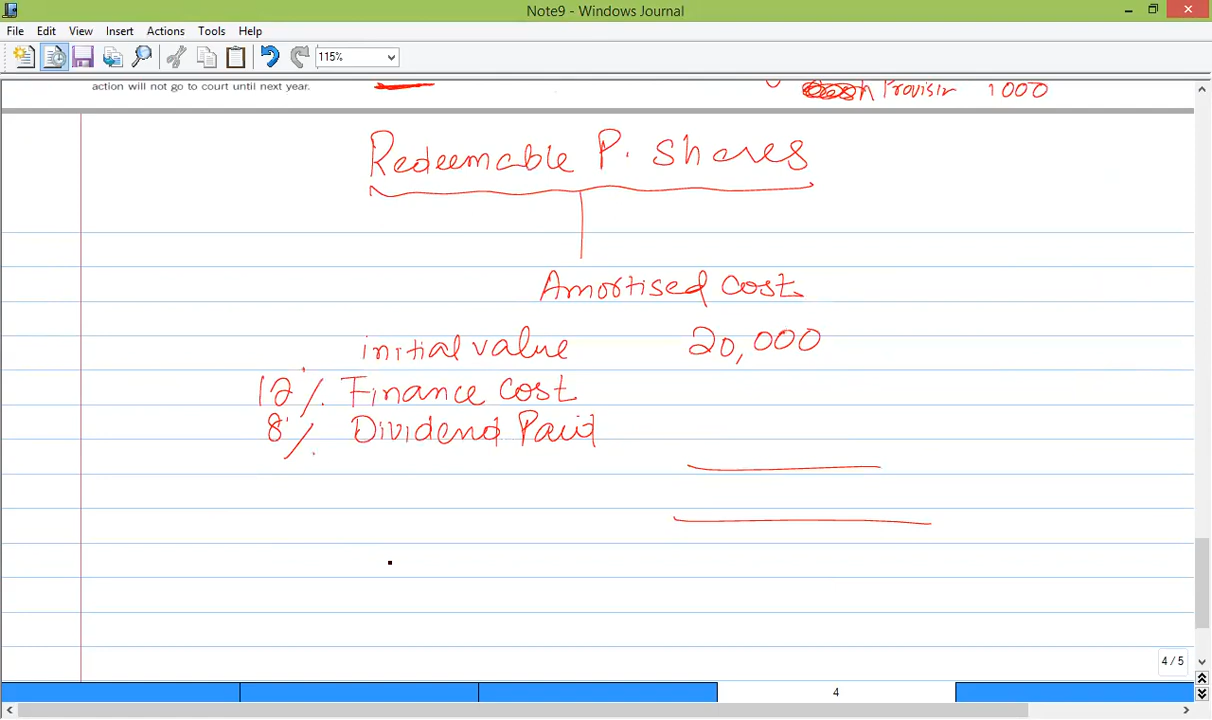 Note9 - Windows Journal
File Edit View Insert Actions Tools Help
115%
action will not go to court until next year.
Provisin 1000
Redeemable P. Shares
Amortised Cost
initial value 20,000
12% Finance Cost
8% Dividend Paid
4 / 5
4